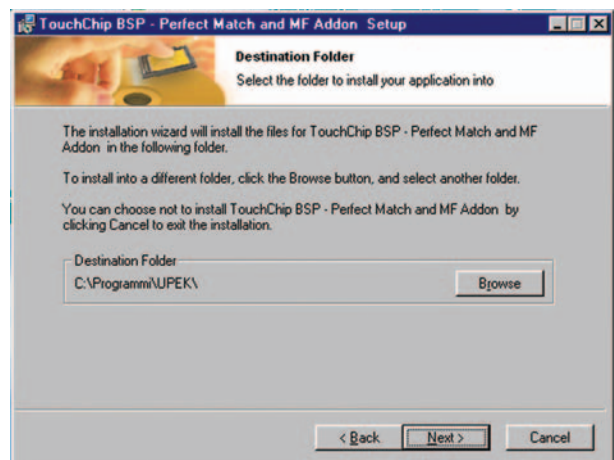 TouchChip BSP - Perfect Match and MF Addon Setup
Destination Folder
Select the folder to install your application into
The installation wizard will install the files for TouchChip BSP - Perfect Match and MF
Addon in the following folder.
To install into a different folder, click the Browse button, and select another folder.
You can choose not to install TouchChip BSP - Perfect Match and MF Addon by
clicking Cancel to exit the installation.
Destination Folder
C:\Programmi\UPEK\
Browse
< Back
Next >
Cancel